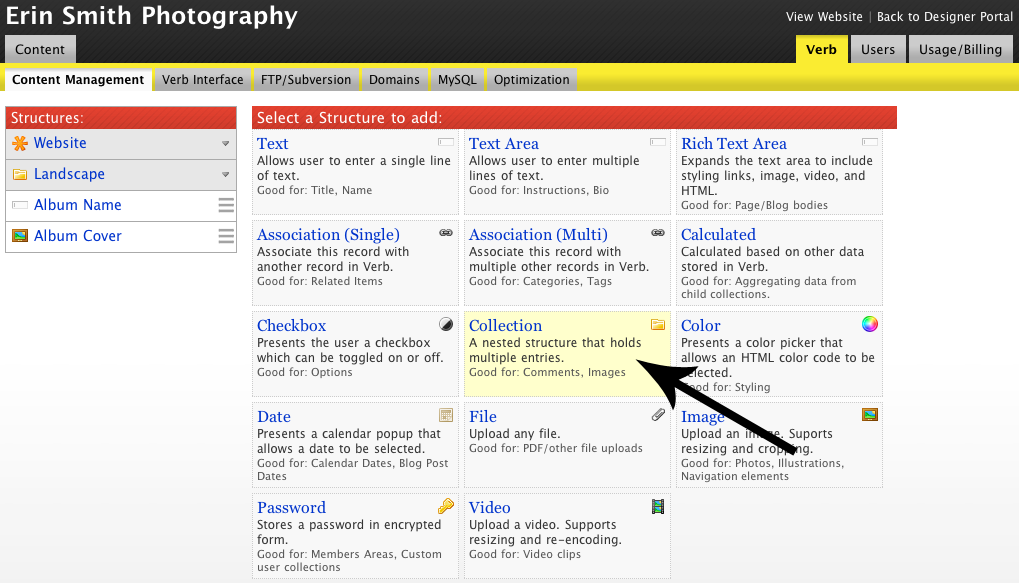 Erin Smith Photography
View Website | Back to Designer Portal
Content
Verb
Users
Usage/Billing
Content Management
Verb Interface
FTP/Subversion
Domains
MySQL
Optimization
Structures:
Website
Landscape
Album Name
Album Cover
Select a Structure to add:
Text
Allows user to enter a single line
of text.
Good for: Title, Name
Text Area
Allows user to enter multiple
lines of text.
Good for: Instructions, Bio
Rich Text Area
Expands the text area to include
styling links, image, video, and
HTML.
Good for: Page/Blog bodies
Association (Single)
Associate this record with
another record in Verb.
Good for: Related Items
Association (Multi)
Associate this record with
multiple other records in Verb.
Good for: Categories, Tags
Calculated
Calculated based on other data
stored in Verb.
Good for: Aggregating data from
child collections.
Checkbox
Presents the user a checkbox
which can be toggled on or off.
Good for: Options
Collection
A nested structure that holds
multiple entries.
Good for: Comments, Images
Color
Presents a color picker that
allows an HTML color code to be
selected.
Good for: Styling
Date
Presents a calendar popup that
allows a date to be selected.
Good for: Calendar Dates, Blog Post
Dates
File
Upload any file.
Good for: PDF/other file uploads
Image
Upload an image. Suports
resizing and cropping.
Good for: Photos, Illustrations,
Navigation elements
Password
Stores a password in encrypted
form.
Good for: Members Areas, Custom
user collections
Video
Upload a video. Supports
resizing and re-encoding.
Good for: Video clips